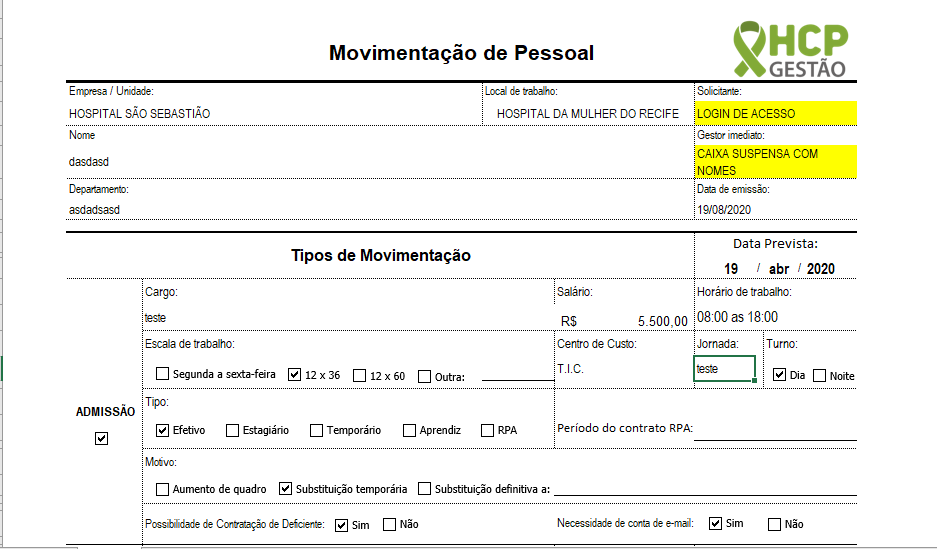 Movimentação de Pessoal
HCP
GESTÃO
Empresa / Unidade: Local de trabalho: Solicitante:
HOSPITAL SÃO SEBASTIÃO HOSPITAL DA MULHER DO RECIFE LOGIN DE ACESSO
Nome Gestor imediato:
dasdasd CAIXA SUSPENSA COM
NOMES
Departamento: Data de emissão:
asdadsasd 19/08/2020
Tipos de Movimentação Data Prevista:
19 / abr / 2020
Cargo: Salário: Horário de trabalho:
teste R$ 5.500,00 08:00 as 18:00
Escala de trabalho: Centro de Custo: Jornada: Turno:
Segunda a sexta-feira 12 x 36 12 x 60 Outra: T.I.C. teste Dia Noite
ADMISSÃO
Tipo:
Efetivo Estagiário Temporário Aprendiz RPA Período do contrato RPA:
Motivo:
Aumento de quadro Substituição temporária Substituição definitiva a:
Possibilidade de Contratação de Deficiente: Sim Não Necessidade de conta de e-mail: Sim Não